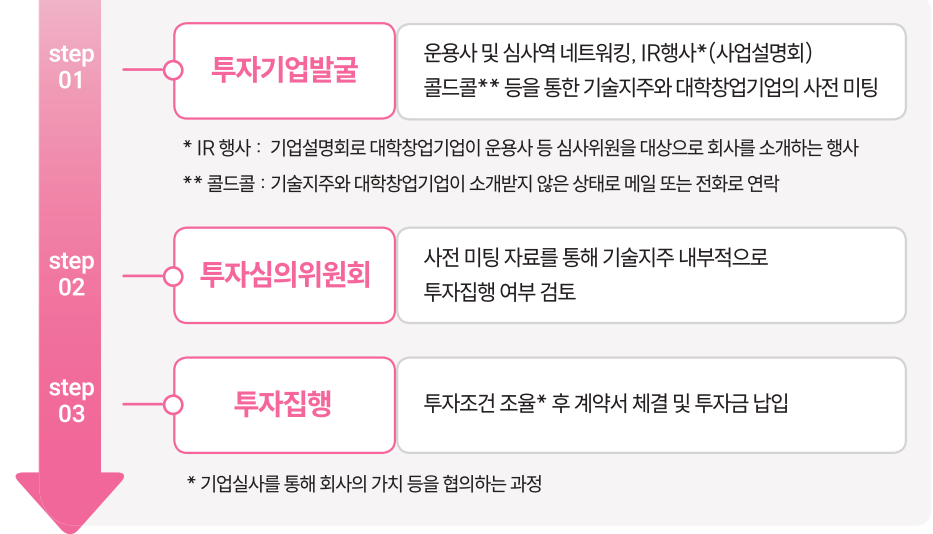 step
01
투자기업발굴
운용사 및 심사역 네트워킹, IR행사*(사업설명회)
콜드콜** 등을 통한 기술지주와 대학창업기업의 사전 미팅
* IR 행사 : 기업설명회로 대학창업기업이 운용사 등 심사위원을 대상으로 회사를 소개하는 행사
** 콜드콜 : 기술지주와 대학창업기업이 소개받지 않은 상태로 메일 또는 전화로 연락
step
02
투자심의위원회
사전 미팅 자료를 통해 기술지주 내부적으로
투자집행 여부 검토
step
03
투자집행
투자조건 조율* 후 계약서 체결 및 투자금 납입
* 기업실사를 통해 회사의 가치 등을 협의하는 과정